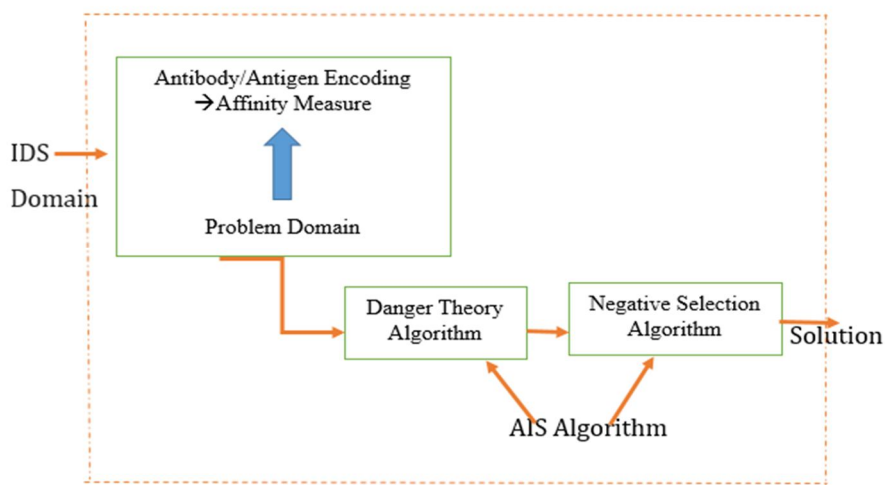 Antibody/Antigen Encoding
→Affinity Measure
IDS
Domain
Problem Domain
Danger Theory
Algorithm
Negative Selection
Algorithm
Solution
AIS Algorithm